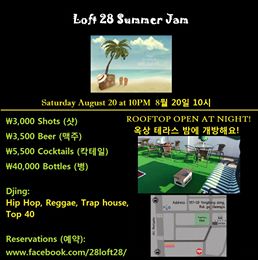 Loft 28 Summer Jam
Saturday August 20 at 10PM 8월 20일 10시
₩3,000 Shots (샷)
₩3,500 Beer (맥주)
₩5,500 Cocktails (칵테일)
₩40,000 Bottles (병)
Djing:
Hip Hop, Reggae, Trap house,
Top 40
Reservations (예약):
www.facebook.com/28loft28/
ROOFTOP OPEN AT NIGHT!
옥상 테라스 밤에 개방해요!